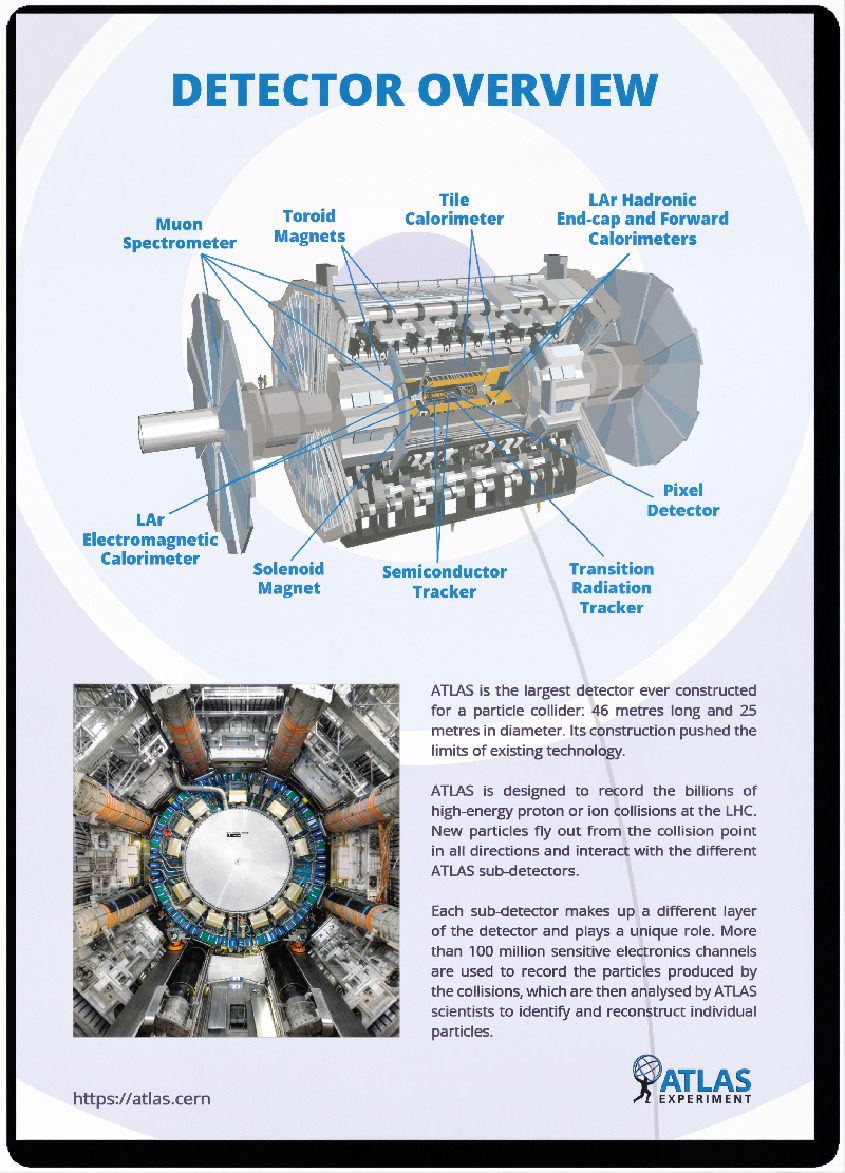 DETECTOR OVERVIEW
Muon
Spectrometer
Toroid
Magnets
Tile
Calorimeter
LAr Hadronic
End-cap and Forward
Calorimeters
LAr
Electromagnetic
Calorimeter
Solenoid
Magnet
Semiconductor
Tracker
Transition
Radiation
Tracker
Pixel
Detector
ATLAS is the largest detector ever constructed
for a particle collider: 46 metres long and 25
metres in diameter. Its construction pushed the
limits of existing technology.
ATLAS is designed to record the billions of
high-energy proton or ion collisions at the LHC.
New particles fly out from the collision point
in all directions and interact with the different
ATLAS sub-detectors.
Each sub-detector makes up a different layer
of the detector and plays a unique role. More
than 100 million sensitive electronics channels
are used to record the particles produced by
the collisions, which are then analysed by ATLAS
scientists to identify and reconstruct individual
particles.
https://atlas.cern
ATLAS
EXPERIMENT